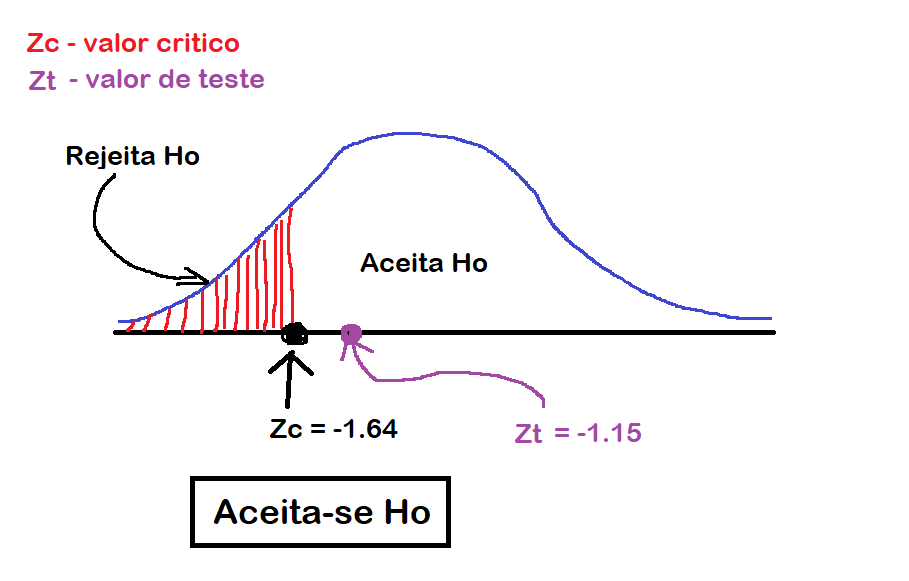 Zc - valor critico
Zt - valor de teste
Rejeita Ho
Aceita Ho
Zc = -1.64
Zt = -1.15
Aceita-se Ho